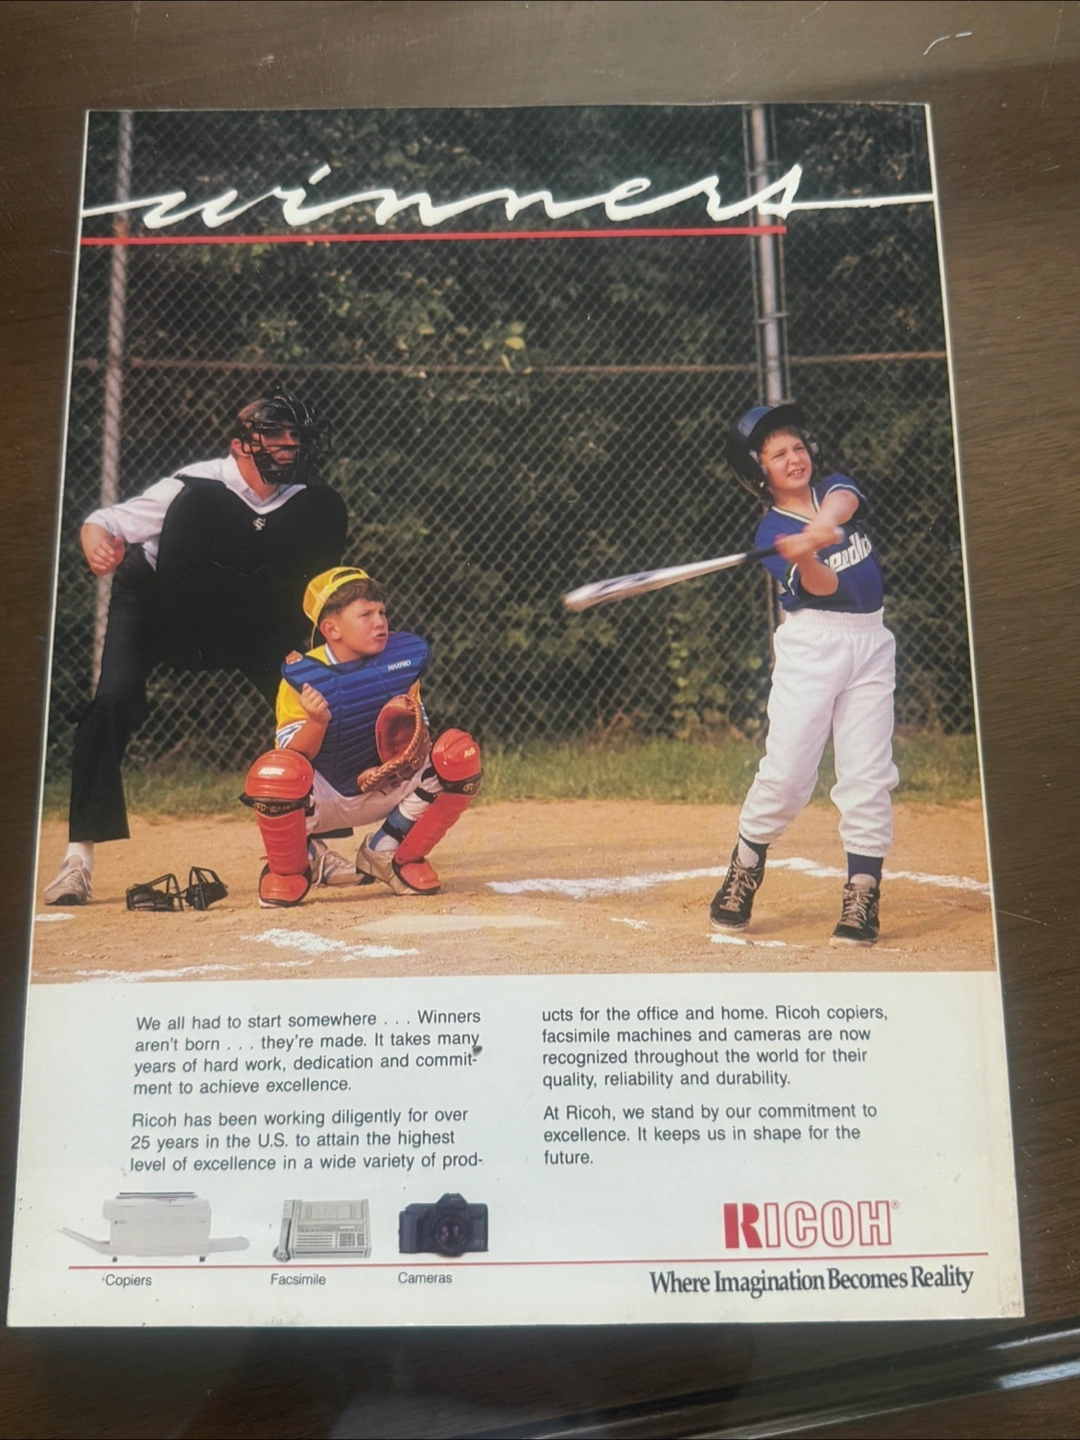 winners
MAXPRO
We all had to start somewhere . . . Winners
aren't born . . . they're made. It takes many
years of hard work, dedication and commit-
ment to achieve excellence.
Ricoh has been working diligently for over
25 years in the U.S. to attain the highest
level of excellence in a wide variety of prod-
ucts for the office and home. Ricoh copiers,
facsimile machines and cameras are now
recognized throughout the world for their
quality, reliability and durability.
At Ricoh, we stand by our commitment to
excellence. It keeps us in shape for the
future.
Copiers
Facsimile
Cameras
RICOH®
Where Imagination Becomes Reality